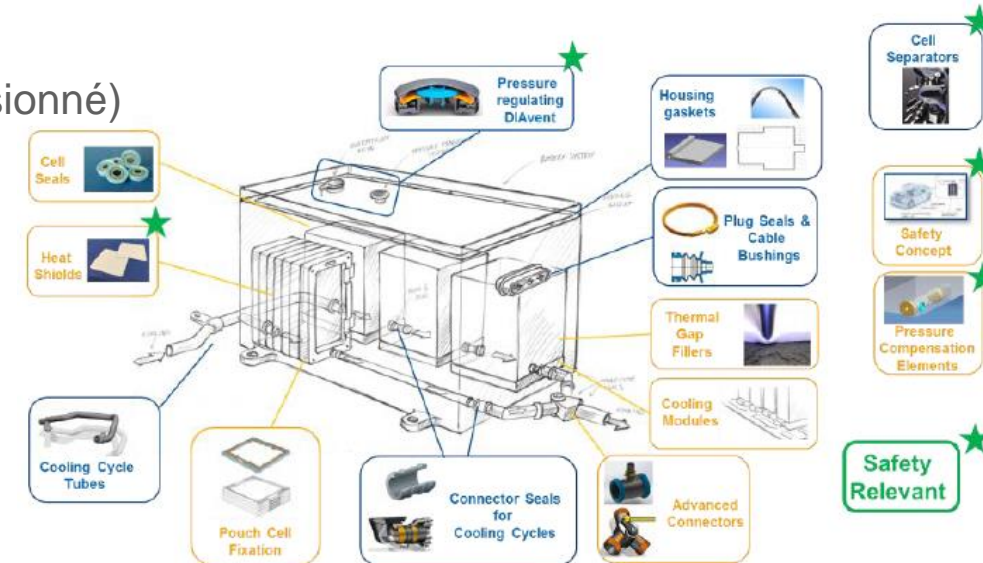 sionné)
Pressure
regulating
DIAvent
Cell
Separators
Housing
gaskets
Cell
Seals
Heat
Shields
Plug Seals &
Cable
Bushings
Safety
Concept
Thermal
Gap
Fillers
Pressure
Compensation
Elements
Cooling
Modules
Cooling Cycle
Tubes
Pouch Cell
Fixation
Connector Seals
for
Cooling Cycles
Advanced
Connectors
Safety
Relevant